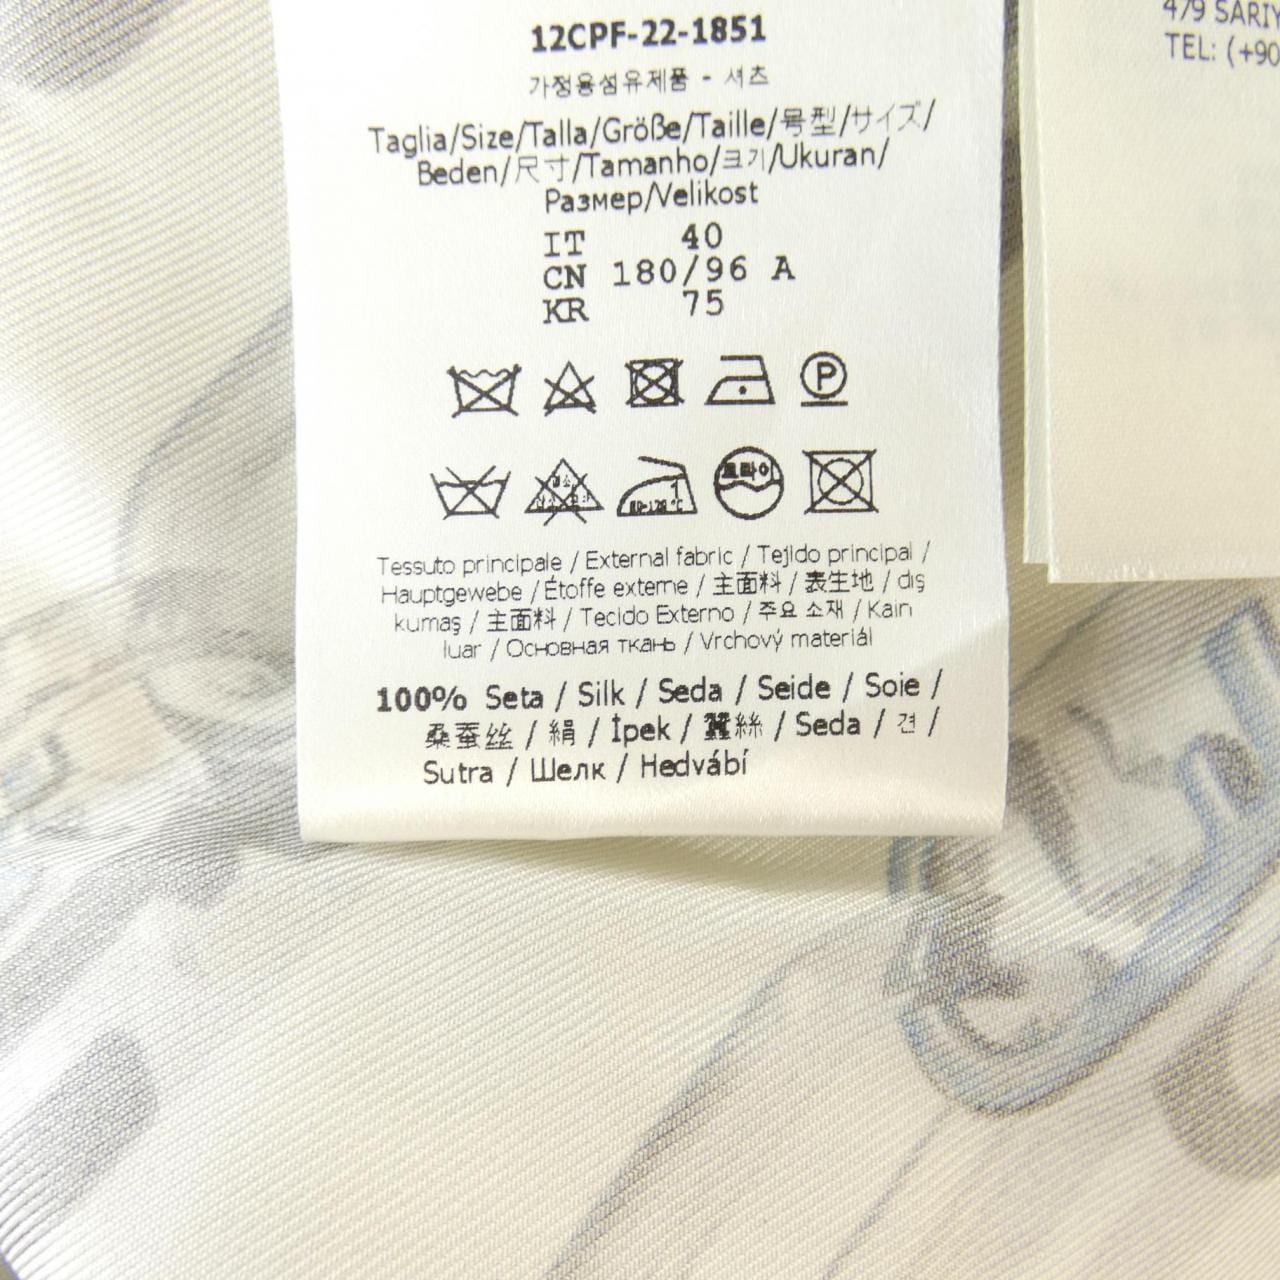 12CPF-22-1851
가정용섬유제품 - 셔츠
Taglia/Size/Talla/Größe/Taille/号型/サイズ/
Beden/尺寸/Tamanho/크기/Ukuran/
Размер/Velikost
IT 40
CN 180/96 A
KR 75
P
드라이
Tessuto principale / External fabric / Tejido principal /
Hauptgewebe / Étoffe externe / 主面料 / 表生地 / dış
kumaş / 主面料 / Tecido Externo / 주요 소재 / Kain
luar / Основная ткань / Vrchový materiál
100% Seta / Silk / Seda / Seide / Soie /
桑蚕丝 / 絹 / İpek / 蠶絲 / Seda / 견 /
Sutra / Шелк / Hedvábí
479 SARIY
TEL: (+90